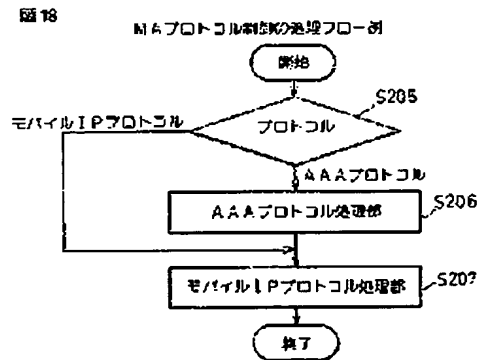 図18
MAプロトコル制御の処理フロー例
開始
S205
モバイルIPプロトコル
プロトコル
AAAプロトコル
AAAプロトコル処理部
S206
モバイルIPプロトコル処理部
S207
終了